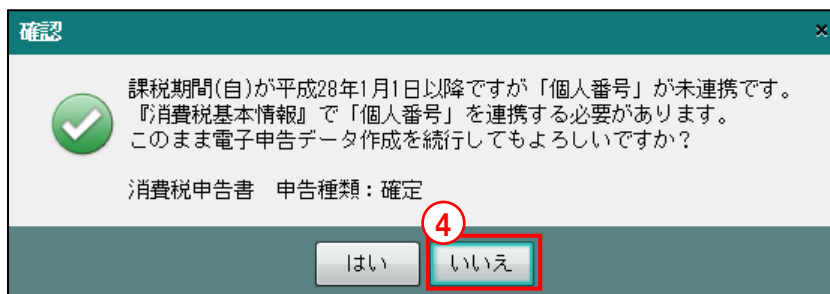 確認
×
課税期間(自)が平成28年1月1日以降ですが「個人番号」が未連携です。
『消費税基本情報』で「個人番号」を連携する必要があります。
このまま電子申告データ作成を続行してもよろしいですか？
消費税申告書　申告種類：確定
4
はい
いいえ